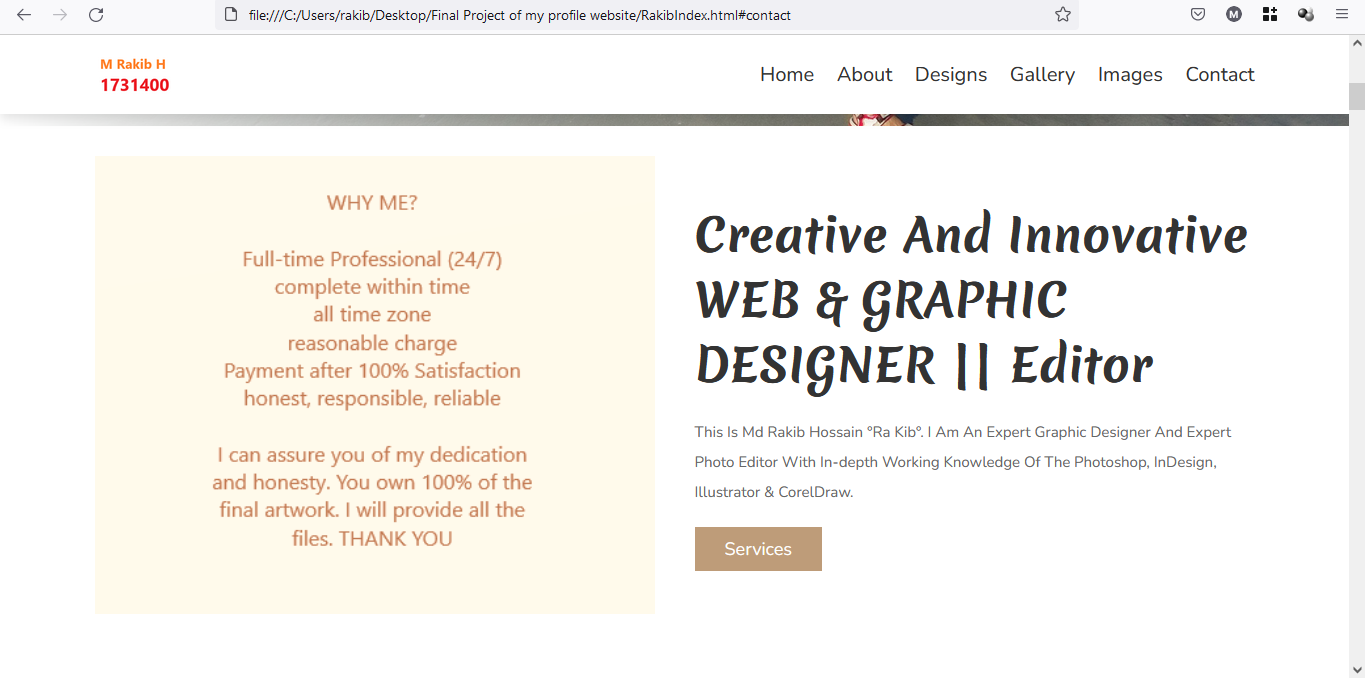 file:///C:/Users/rakib/Desktop/Final Project of my profile website/RakibIndex.html#contact
M
M Rakib H
1731400
Home About Designs Gallery Images Contact
WHY ME?
Full-time Professional (24/7)
complete within time
all time zone
reasonable charge
Payment after 100% Satisfaction
honest, responsible, reliable
I can assure you of my dedication
and honesty. You own 100% of the
final artwork. I will provide all the
files. THANK YOU
Creative And Innovative
WEB & GRAPHIC
DESIGNER || Editor
This Is Md Rakib Hossain "Ra Kib". I Am An Expert Graphic Designer And Expert
Photo Editor With In-depth Working Knowledge Of The Photoshop, InDesign,
Illustrator & CorelDraw.
Services